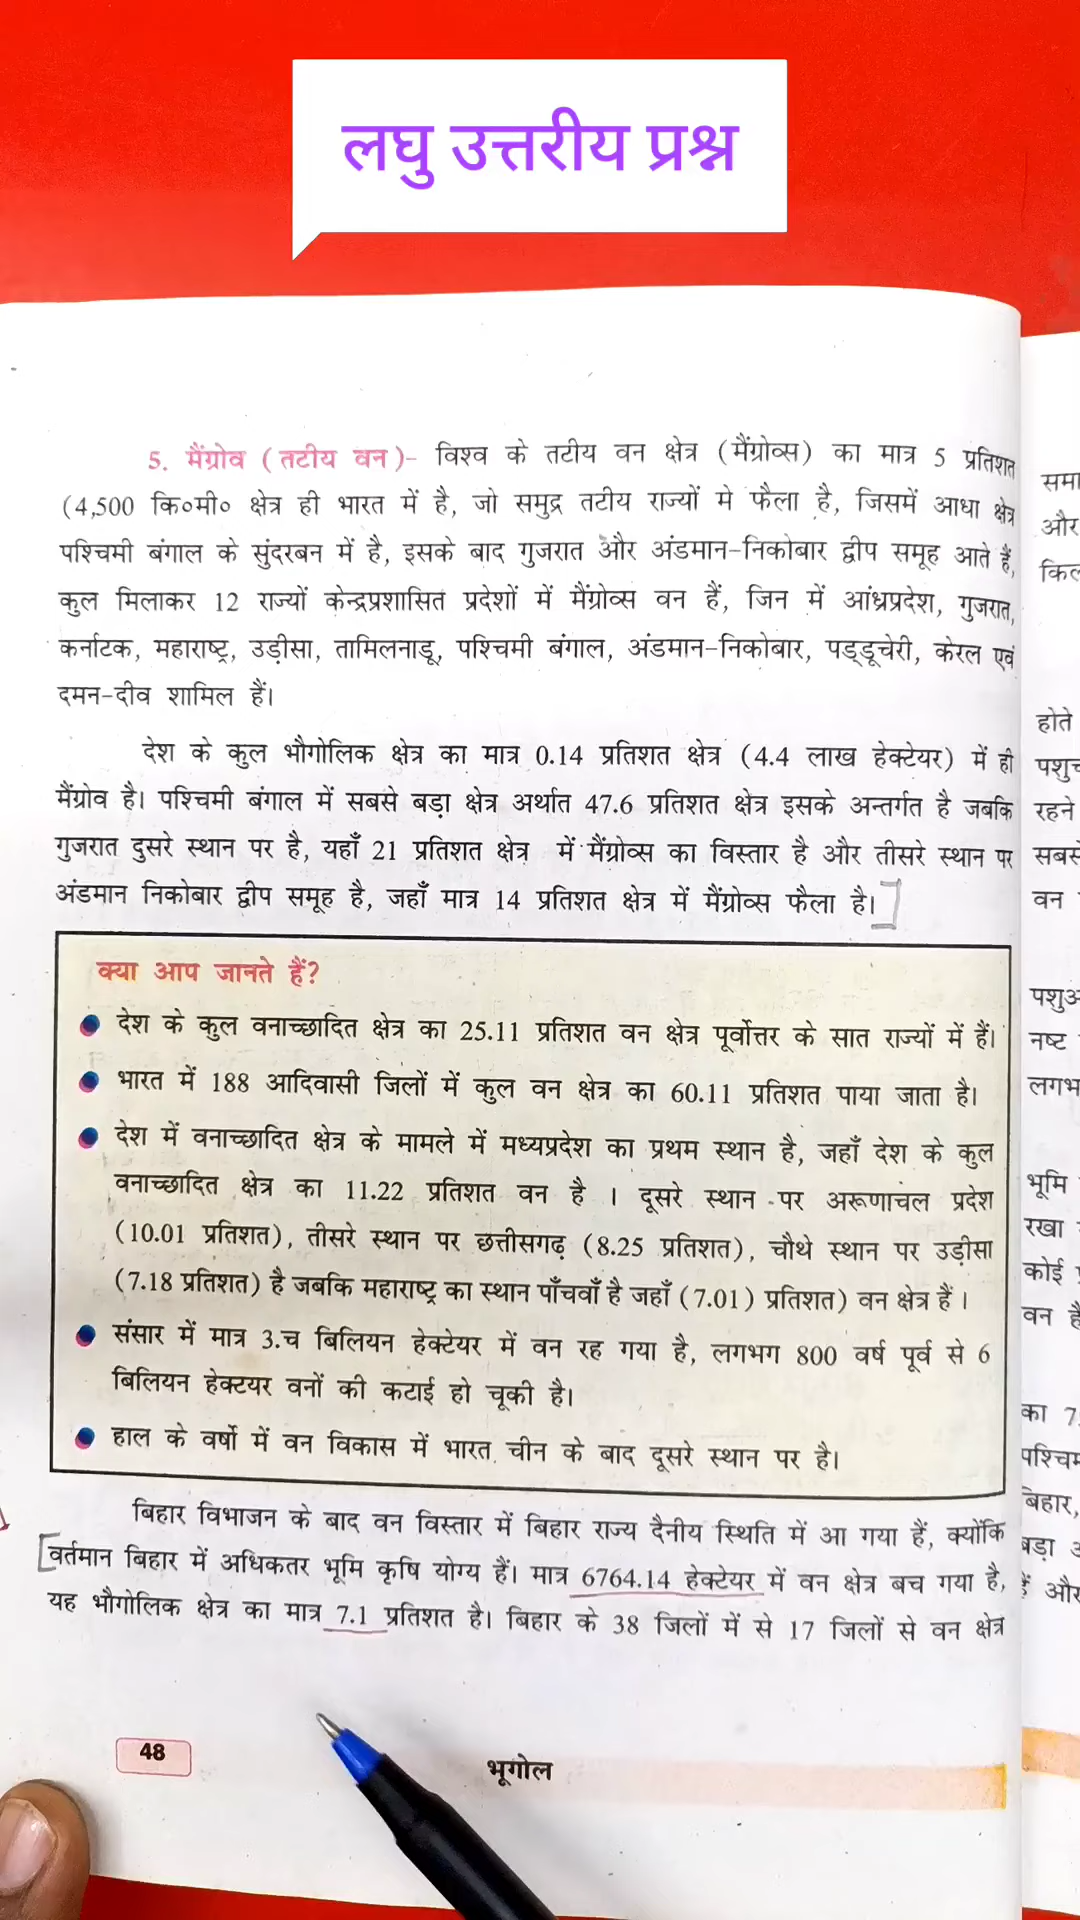 लघु उत्तरीय प्रश्न
5. मैंग्रोव (तटीय वन)- विश्व के तटीय वन क्षेत्र (मैंग्रोव्स) का मात्र 5 प्रतिशत
(4,500 कि०मी० क्षेत्र ही भारत में है, जो समुद्र तटीय राज्यों मे फैला है, जिसमें आधा क्षेत्र
पश्चिमी बंगाल के सुंदरबन में है, इसके बाद गुजरात और अंडमान-निकोबार द्वीप समूह आते हैं,
कुल मिलाकर 12 राज्यों केन्द्रप्रशासित प्रदेशों में मैंग्रोव्स वन हैं, जिन में आंध्रप्रदेश, गुजरात,
कर्नाटक, महाराष्ट्र, उड़ीसा, तामिलनाडू, पश्चिमी बंगाल, अंडमान-निकोबार, पड्डूचेरी, केरल एवं
दमन-दीव शामिल हैं।
देश के कुल भौगोलिक क्षेत्र का मात्र 0.14 प्रतिशत क्षेत्र (4.4 लाख हेक्टेयर) में ही
मैंग्रोव है। पश्चिमी बंगाल में सबसे बड़ा क्षेत्र अर्थात 47.6 प्रतिशत क्षेत्र इसके अन्तर्गत है जबकि
गुजरात दुसरे स्थान पर है, यहाँ 21 प्रतिशत क्षेत्र में मैंग्रोव्स का विस्तार है और तीसरे स्थान पर
अंडमान निकोबार द्वीप समूह है, जहाँ मात्र 14 प्रतिशत क्षेत्र में मैंग्रोव्स फैला है।]
क्या आप जानते हैं?
● देश के कुल वनाच्छादित क्षेत्र का 25.11 प्रतिशत वन क्षेत्र पूर्वोत्तर के सात राज्यों में हैं।
● भारत में 188 आदिवासी जिलों में कुल वन क्षेत्र का 60.11 प्रतिशत पाया जाता है।
● देश में वनाच्छादित क्षेत्र के मामले में मध्यप्रदेश का प्रथम स्थान है, जहाँ देश के कुल
वनाच्छादित क्षेत्र का 11.22 प्रतिशत वन है । दूसरे स्थान पर अरूणाचल प्रदेश
(10.01 प्रतिशत), तीसरे स्थान पर छत्तीसगढ़ (8.25 प्रतिशत), चौथे स्थान पर उड़ीसा
(7.18 प्रतिशत) है जबकि महाराष्ट्र का स्थान पाँचवाँ है जहाँ (7.01) प्रतिशत) वन क्षेत्र हैं ।
● संसार में मात्र 3.च बिलियन हेक्टेयर में वन रह गया है, लगभग 800 वर्ष पूर्व से 6
बिलियन हेक्टयर वनों की कटाई हो चूकी है।
● हाल के वर्षो में वन विकास में भारत चीन के बाद दूसरे स्थान पर है।
बिहार विभाजन के बाद वन विस्तार में बिहार राज्य दैनीय स्थिति में आ गया हैं, क्योंकि
[वर्तमान बिहार में अधिकतर भूमि कृषि योग्य हैं। मात्र 6764.14 हेक्टेयर में वन क्षेत्र बच गया है,
यह भौगोलिक क्षेत्र का मात्र 7.1 प्रतिशत है। बिहार के 38 जिलों में से 17 जिलों से वन क्षेत्र
48
भूगोल
और
होते
रहने
वन
नष्ट
भूमि
रखा
कोई
वन है
का 7
बिहार,
हैं और